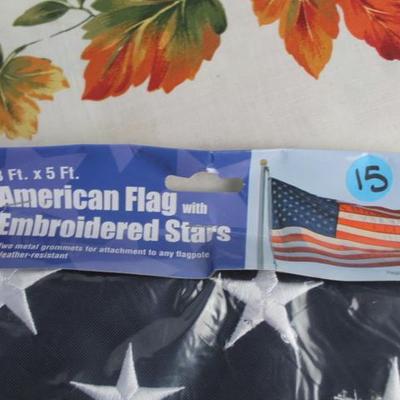 Ft. x 5 Ft.
American Flag with
Embroidered Stars
Two metal grommets for attachment to any flagpole
Weather-resistant
15